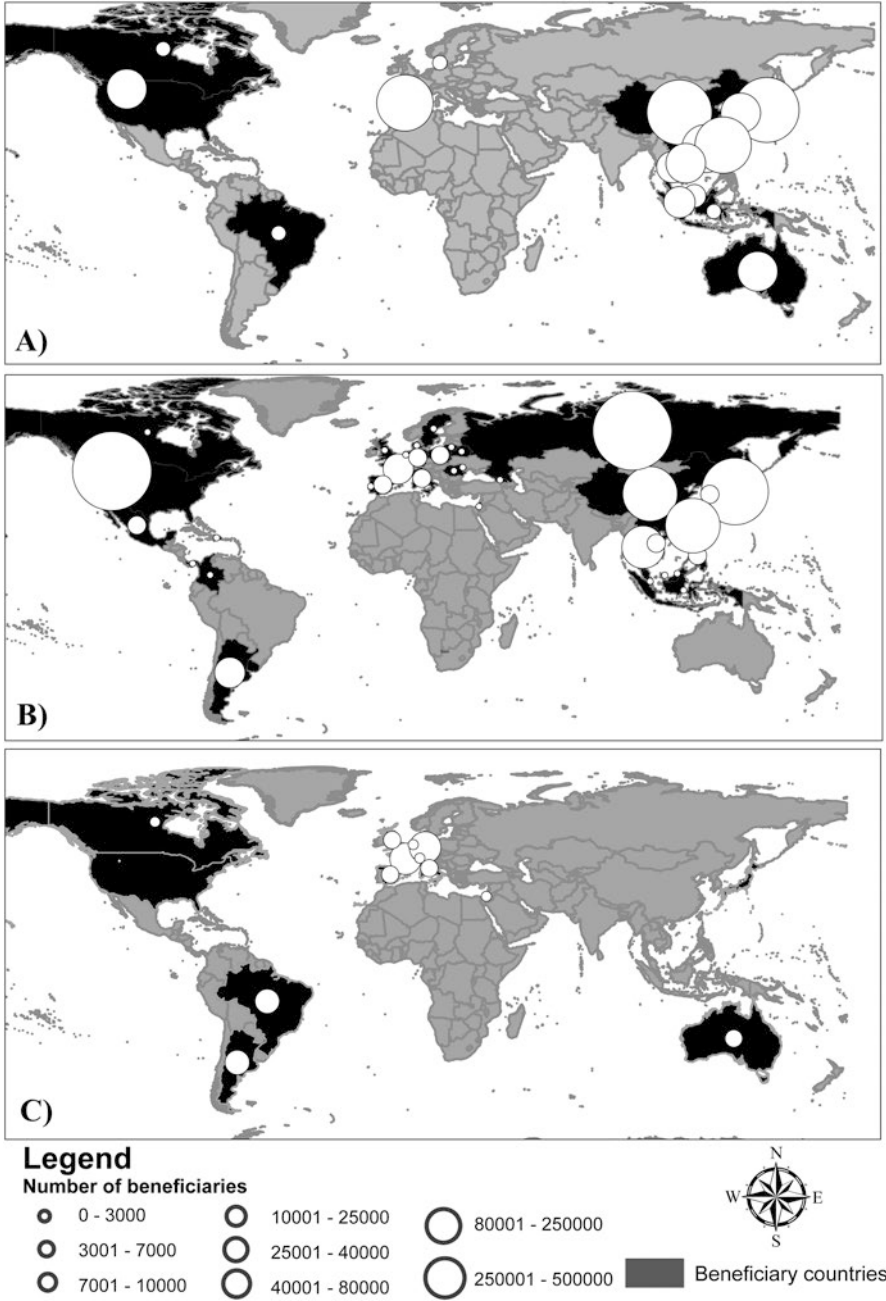 A)
B)
C)
Legend
Number of beneficiaries
0 - 3000
3001 - 7000
7001 - 10000
10001 - 25000
25001 - 40000
40001 - 80000
80001 - 250000
250001 - 500000
N
W E
S
Beneficiary countries